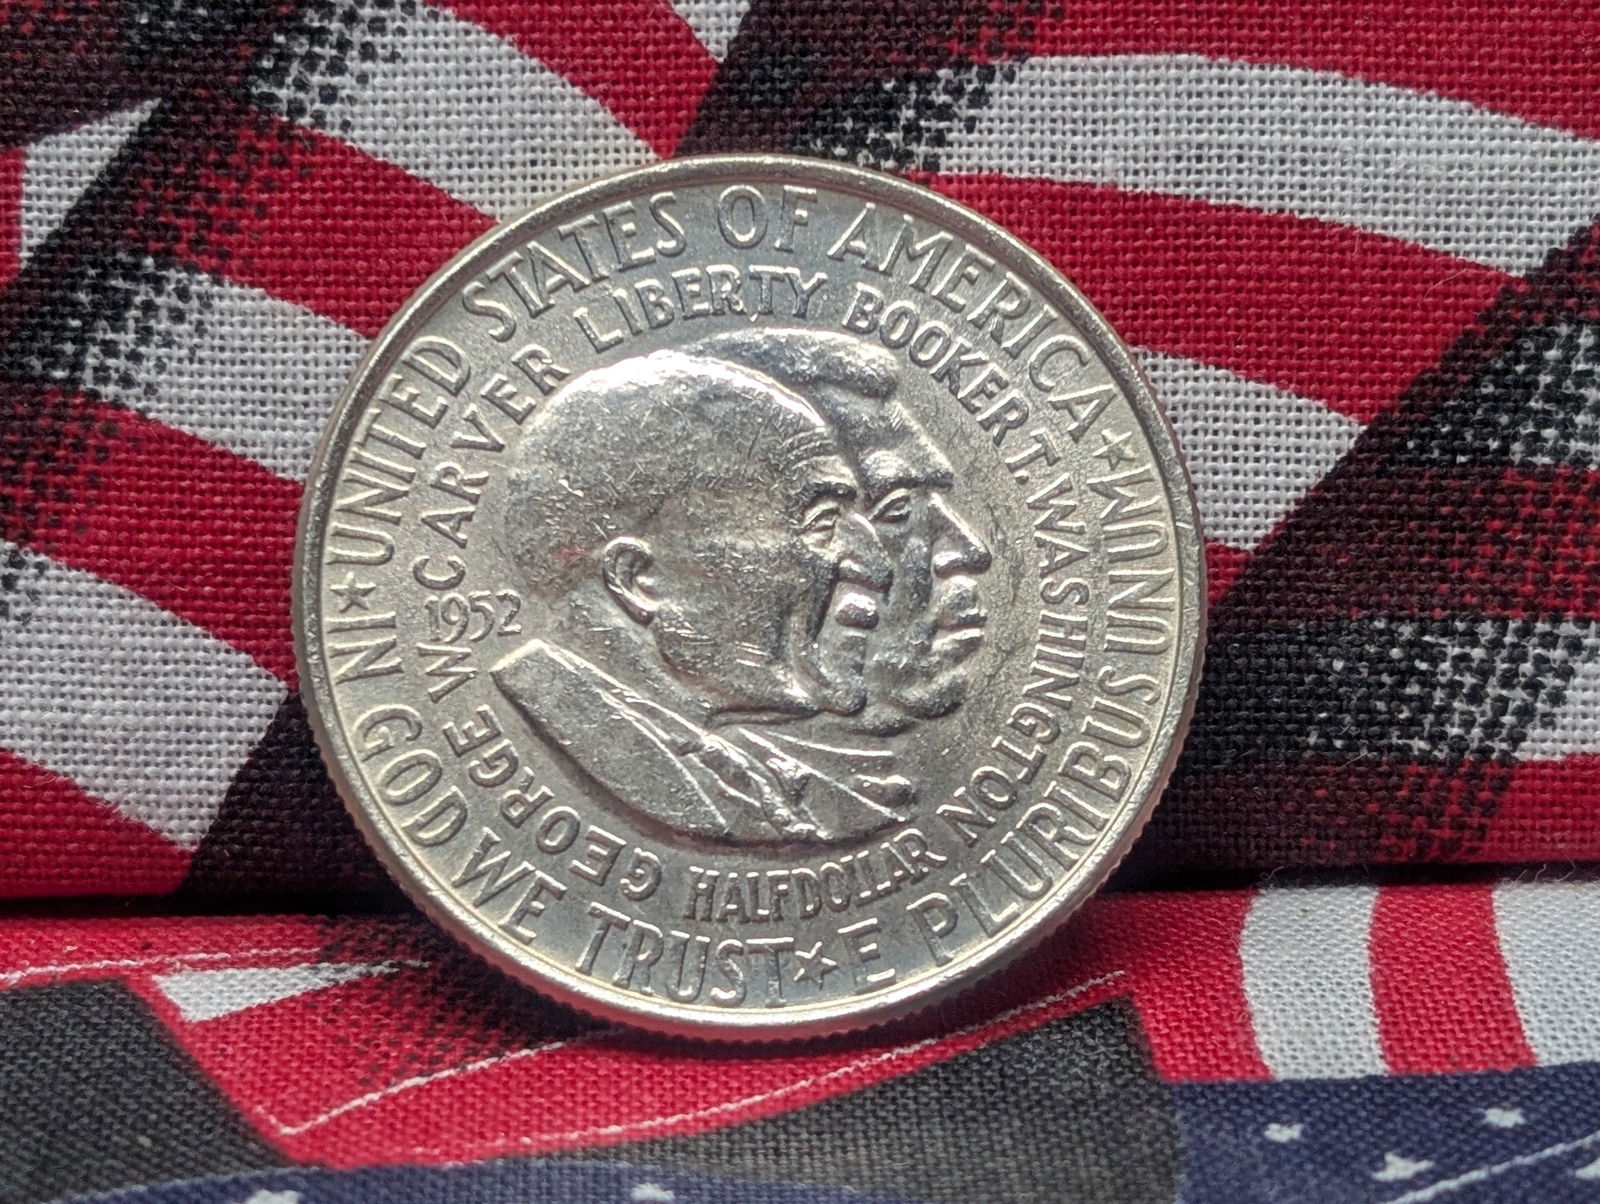 ★ UNITED STATES OF AMERICA ★
E PLURIBUS UNUM
★ IN GOD WE TRUST
LIBERTY
BOOKER T. WASHINGTON
GEORGE W CARVER
1952
HALF DOLLAR